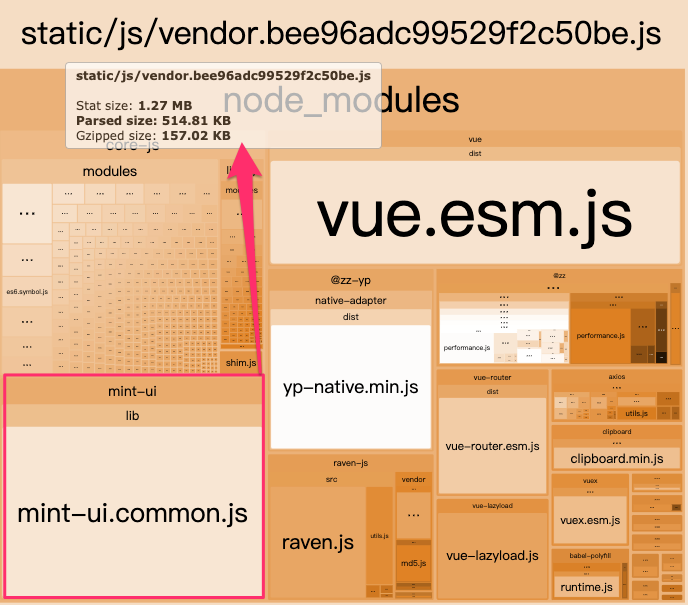 static/js/vendor.bee96adc99529f2c50be.js
static/js/vendor.bee96adc99529f2c50be.js
Stat size: 1.27 MB
Parsed size: 514.81 KB
Gzipped size: 157.02 KB
node_modules
core-js
modules
...
...
es6.symbol.js
...
...
shim.js
mint-ui
lib
mint-ui.common.js
vue
dist
vue.esm.js
@zz-yp
native-adapter
dist
yp-native.min.js
@zz
...
performance.js
performance.js
raven-js
src
raven.js
utils.js
vendor
...
md5.js
vue-router
dist
vue-router.esm.js
vue-lazyload
vue-lazyload.js
axios
...
utils.js
clipboard
...
clipboard.min.js
vuex
...
vuex.esm.js
babel-polyfill
...
runtime.js